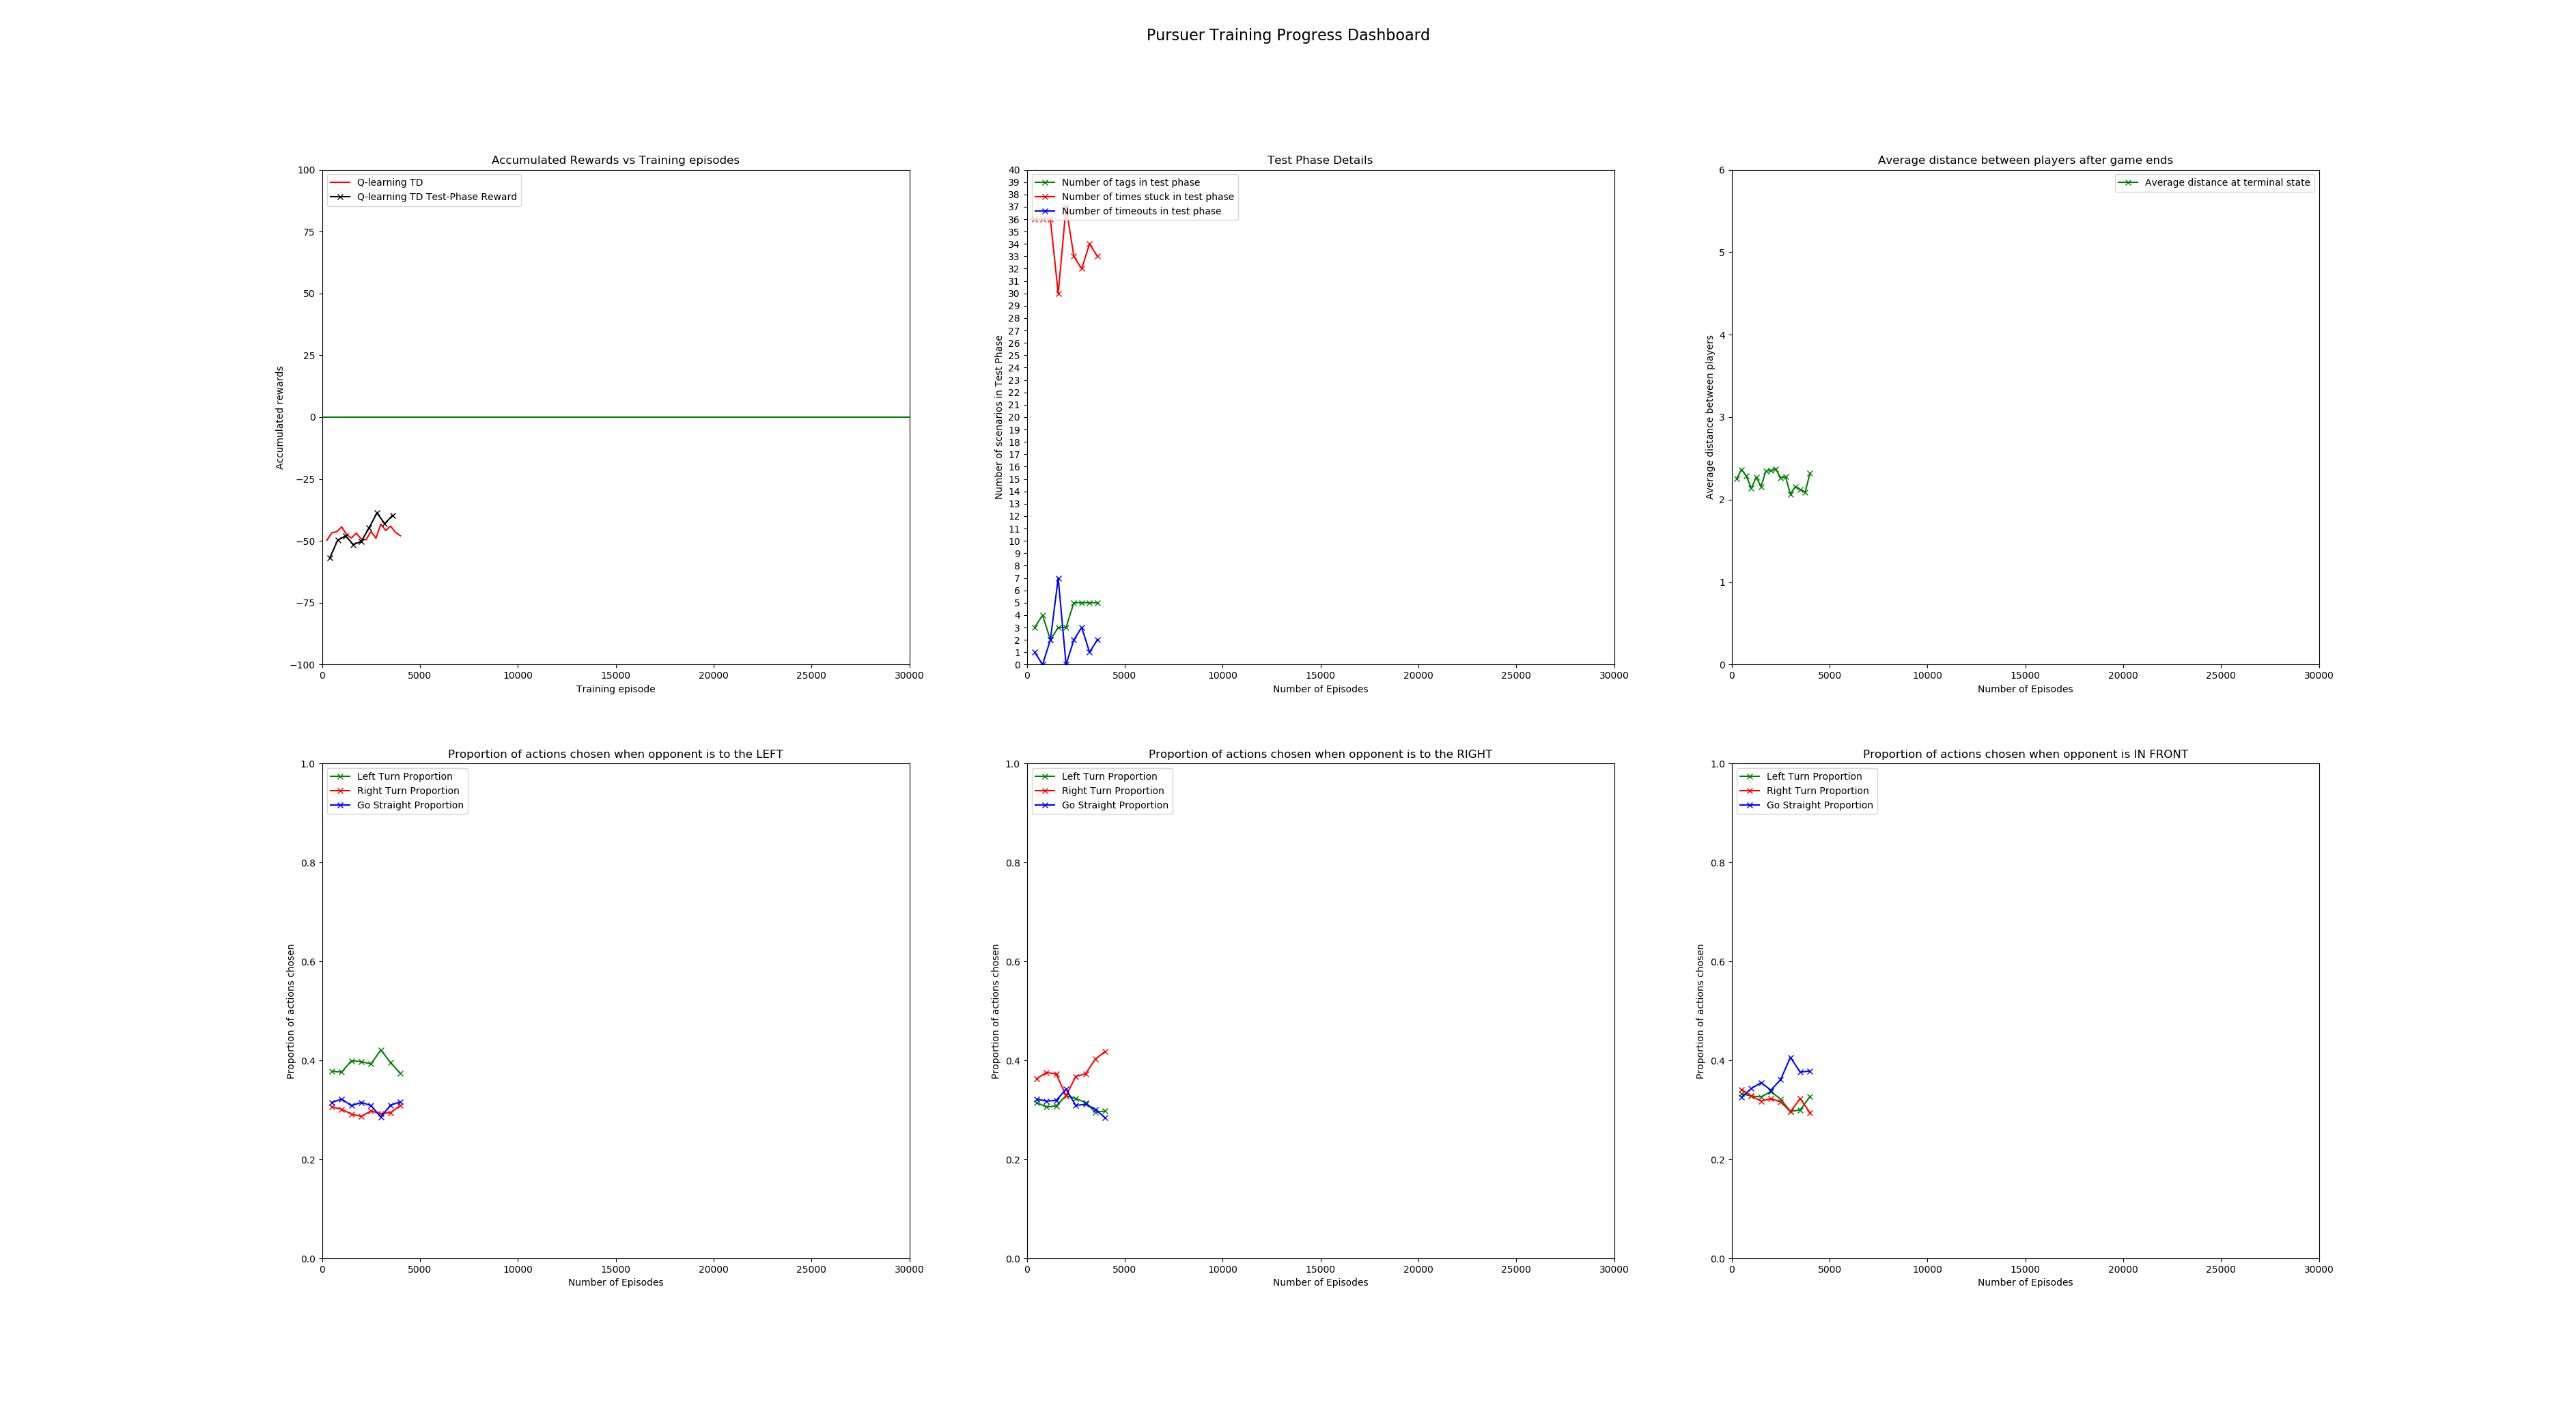 Pursuer Training Progress Dashboard
Accumulated Rewards vs Training episodes
Q-learning TD
Q-learning TD Test-Phase Reward
100
75
50
25
0
−25
−50
−75
−100
Accumulated rewards
0 5000 10000 15000 20000 25000 30000
Training episode
Test Phase Details
Number of tags in test phase
Number of times stuck in test phase
Number of timeouts in test phase
40
39
38
37
36
35
34
33
32
31
30
29
28
27
26
25
24
23
22
21
20
19
18
17
16
15
14
13
12
11
10
9
8
7
6
5
4
3
2
1
0
Number of scenarios in Test Phase
0 5000 10000 15000 20000 25000 30000
Number of Episodes
Average distance between players after game ends
Average distance at terminal state
6
5
4
3
2
1
0
Average distance between players
0 5000 10000 15000 20000 25000 30000
Number of Episodes
Proportion of actions chosen when opponent is to the LEFT
Left Turn Proportion
Right Turn Proportion
Go Straight Proportion
1.0
0.8
0.6
0.4
0.2
0.0
Proportion of actions chosen
0 5000 10000 15000 20000 25000 30000
Number of Episodes
Proportion of actions chosen when opponent is to the RIGHT
Left Turn Proportion
Right Turn Proportion
Go Straight Proportion
1.0
0.8
0.6
0.4
0.2
0.0
Proportion of actions chosen
0 5000 10000 15000 20000 25000 30000
Number of Episodes
Proportion of actions chosen when opponent is IN FRONT
Left Turn Proportion
Right Turn Proportion
Go Straight Proportion
1.0
0.8
0.6
0.4
0.2
0.0
Proportion of actions chosen
0 5000 10000 15000 20000 25000 30000
Number of Episodes